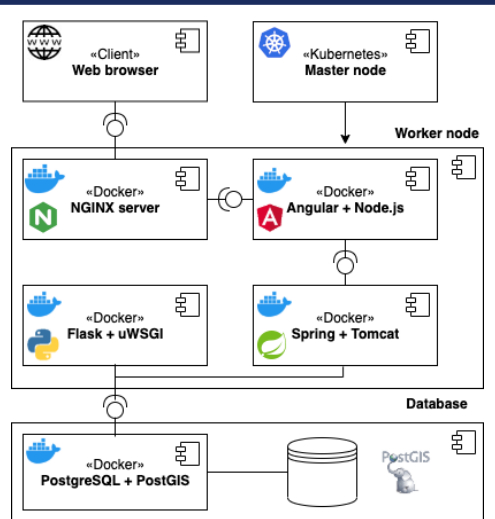 WWW
«Client»
Web browser
«Kubernetes»
Master node
Worker node
«Docker»
NGINX server
«Docker»
Angular + Node.js
«Docker»
Flask + uWSGI
«Docker»
Spring + Tomcat
Database
«Docker»
PostgreSQL + PostGIS
PostGIS